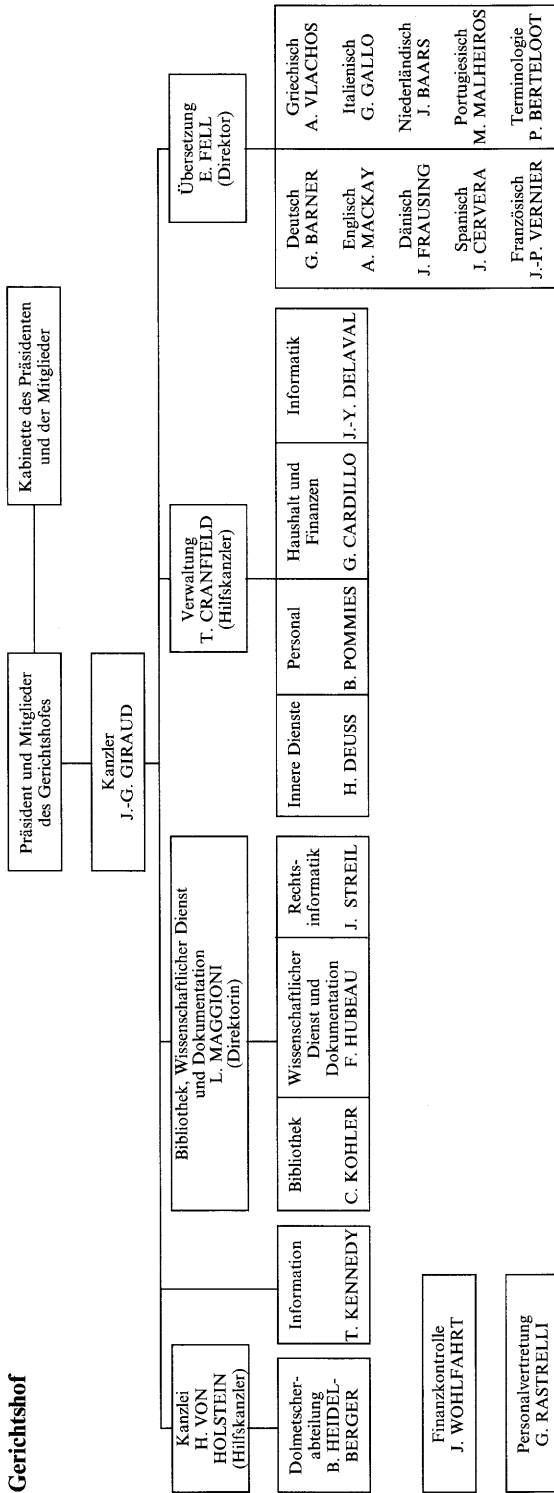 Gerichtshof
Präsident und Mitglieder
des Gerichtshofes
Kabinette des Präsidenten
und der Mitglieder
Kanzler
J.-G. GIRAUD
Kanzlei
H. VON
HOLSTEIN
(Hilfskanzler)
Bibliothek, Wissenschaftlicher Dienst
und Dokumentation
L. MAGGIONI
(Direktorin)
Verwaltung
T. CRANFIELD
(Hilfskanzler)
Übersetzung
E. FELL
(Direktor)
Dolmetscher-
abteilung
B. HEIDEL-
BERGER
Information
T. KENNEDY
Bibliothek
C. KOHLER
Wissenschaftlicher
Dienst und
Dokumentation
F. HUBEAU
Rechts-
informatik
J. STREIL
Innere Dienste
H. DEUSS
Personal
B. POMMIES
Haushalt und
Finanzen
G. CARDILLO
Informatik
J.-Y. DELAVAL
Deutsch
G. BARNER
Englisch
A. MACKAY
Dänisch
J. FRAUSING
Spanisch
J. CERVERA
Französisch
J.-P. VERNIER
Griechisch
A. VLACHOS
Italienisch
G. GALLO
Niederländisch
J. BAARS
Portugiesisch
M. MALHEIROS
Terminologie
P. BERTELOOT
Finanzkontrolle
J. WOHLFAHRT
Personalvertretung
G. RASTRELLI